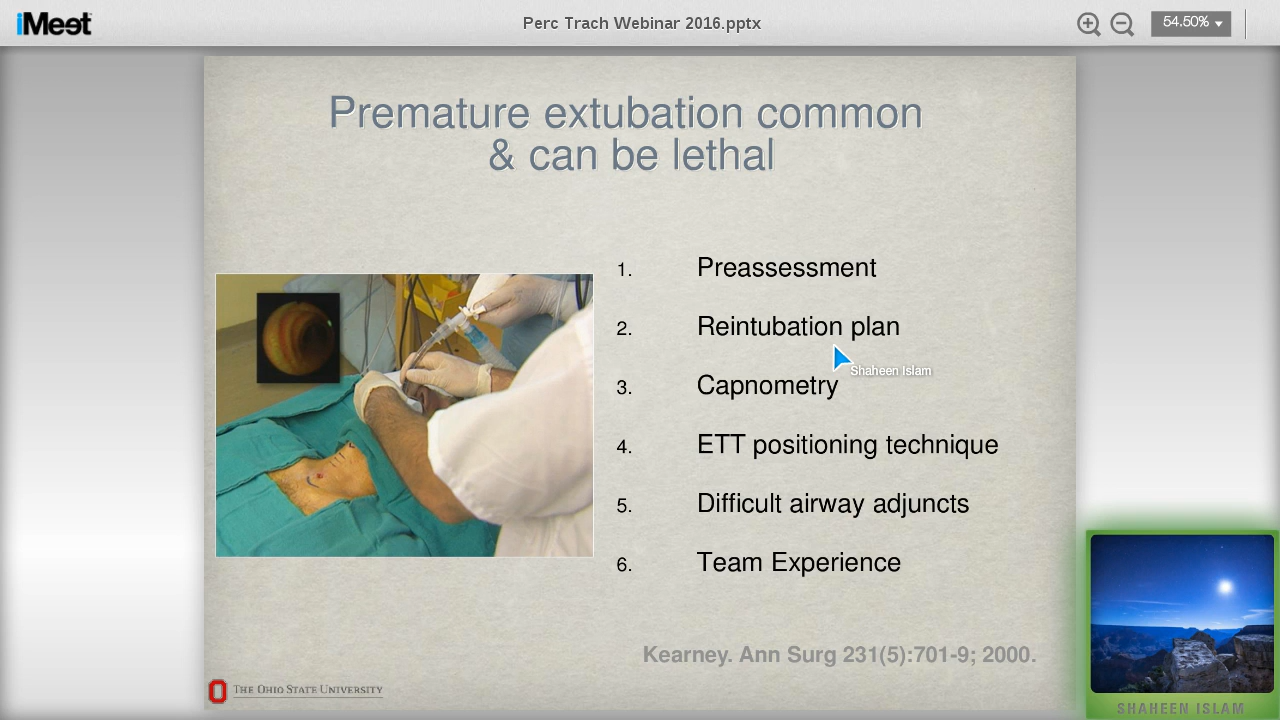 iMeet
Perc Trach Webinar 2016.pptx
54.50%
Premature extubation common
& can be lethal
1. Preassessment
2. Reintubation plan
Shaheen Islam
3. Capnometry
4. ETT positioning technique
5. Difficult airway adjuncts
6. Team Experience
Kearney. Ann Surg 231(5):701-9; 2000.
THE OHIO STATE UNIVERSITY
SHAHEEN ISLAM